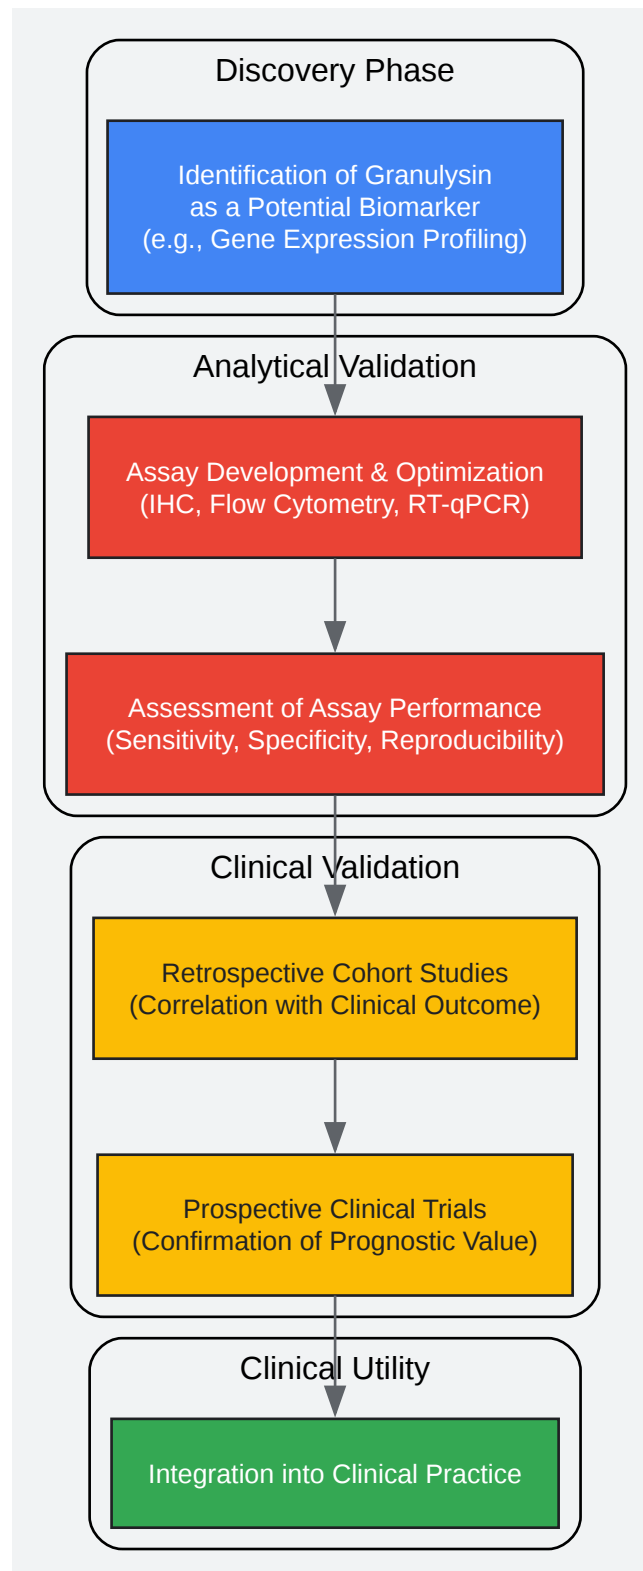 Discovery Phase
Identification of Granulysin
as a Potential Biomarker
(e.g., Gene Expression Profiling)
Analytical Validation
Assay Development & Optimization
(IHC, Flow Cytometry, RT-qPCR)
Assessment of Assay Performance
(Sensitivity, Specificity, Reproducibility)
Clinical Validation
Retrospective Cohort Studies
(Correlation with Clinical Outcome)
Prospective Clinical Trials
(Confirmation of Prognostic Value)
Clinical Utility
Integration into Clinical Practice